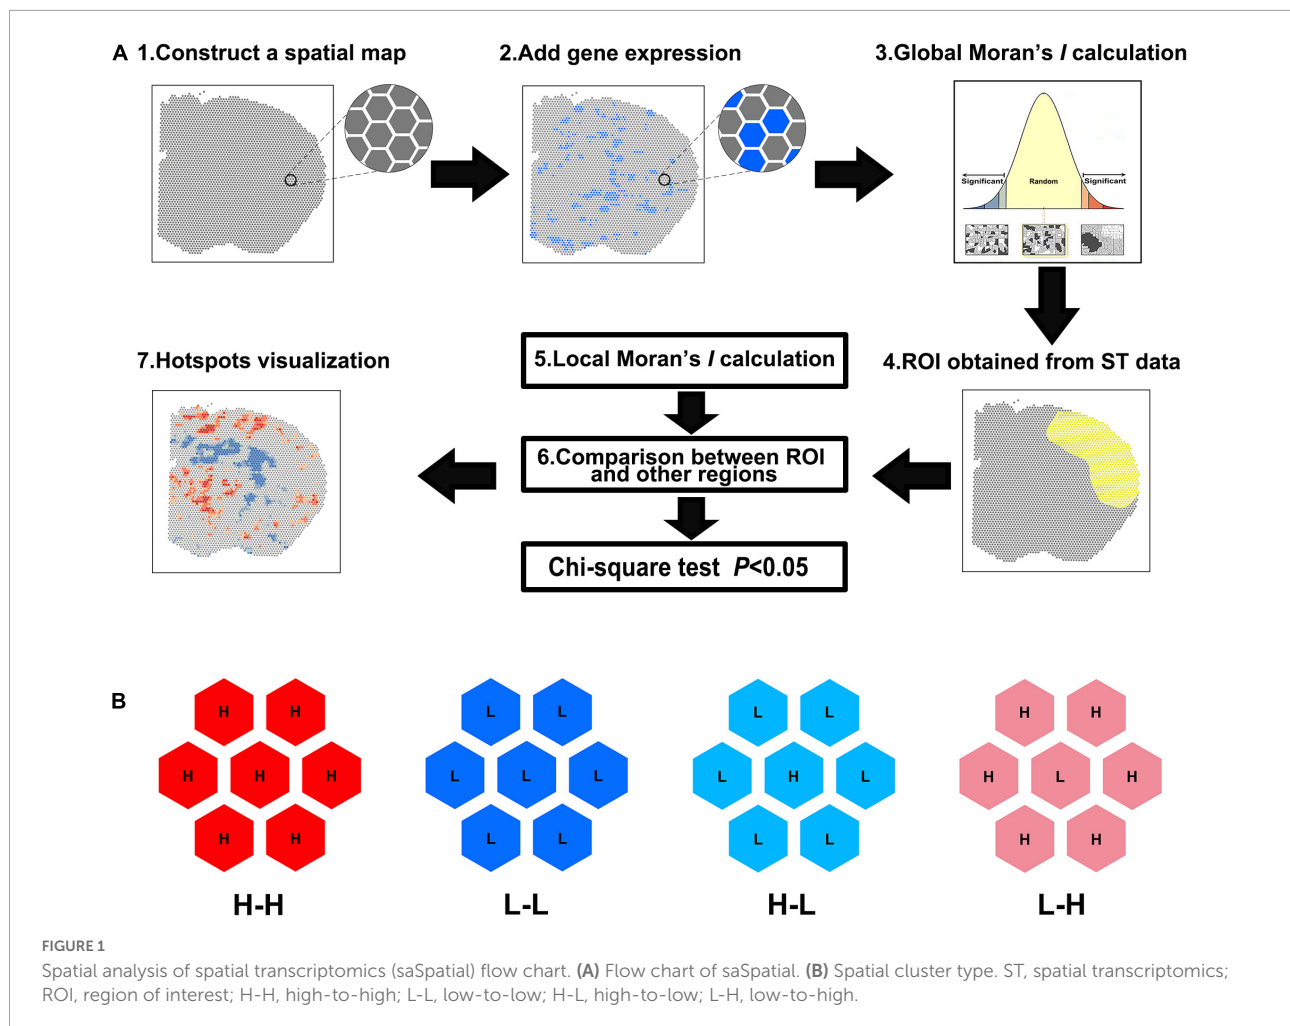 A 1.Construct a spatial map
2.Add gene expression
3.Global Moran's I calculation
Significant
Random
Significant
4.ROI obtained from ST data
5.Local Moran's I calculation
6.Comparison between ROI
and other regions
Chi-square test P<0.05
7.Hotspots visualization
B
H H
H H H
H H
H-H
L L
L L L
L L
L-L
L L
L H L
L L
H-L
H H
H L H
H H
L-H
FIGURE 1
Spatial analysis of spatial transcriptomics (saSpatial) flow chart. (A) Flow chart of saSpatial. (B) Spatial cluster type. ST, spatial transcriptomics;
ROI, region of interest; H-H, high-to-high; L-L, low-to-low; H-L, high-to-low; L-H, low-to-high.